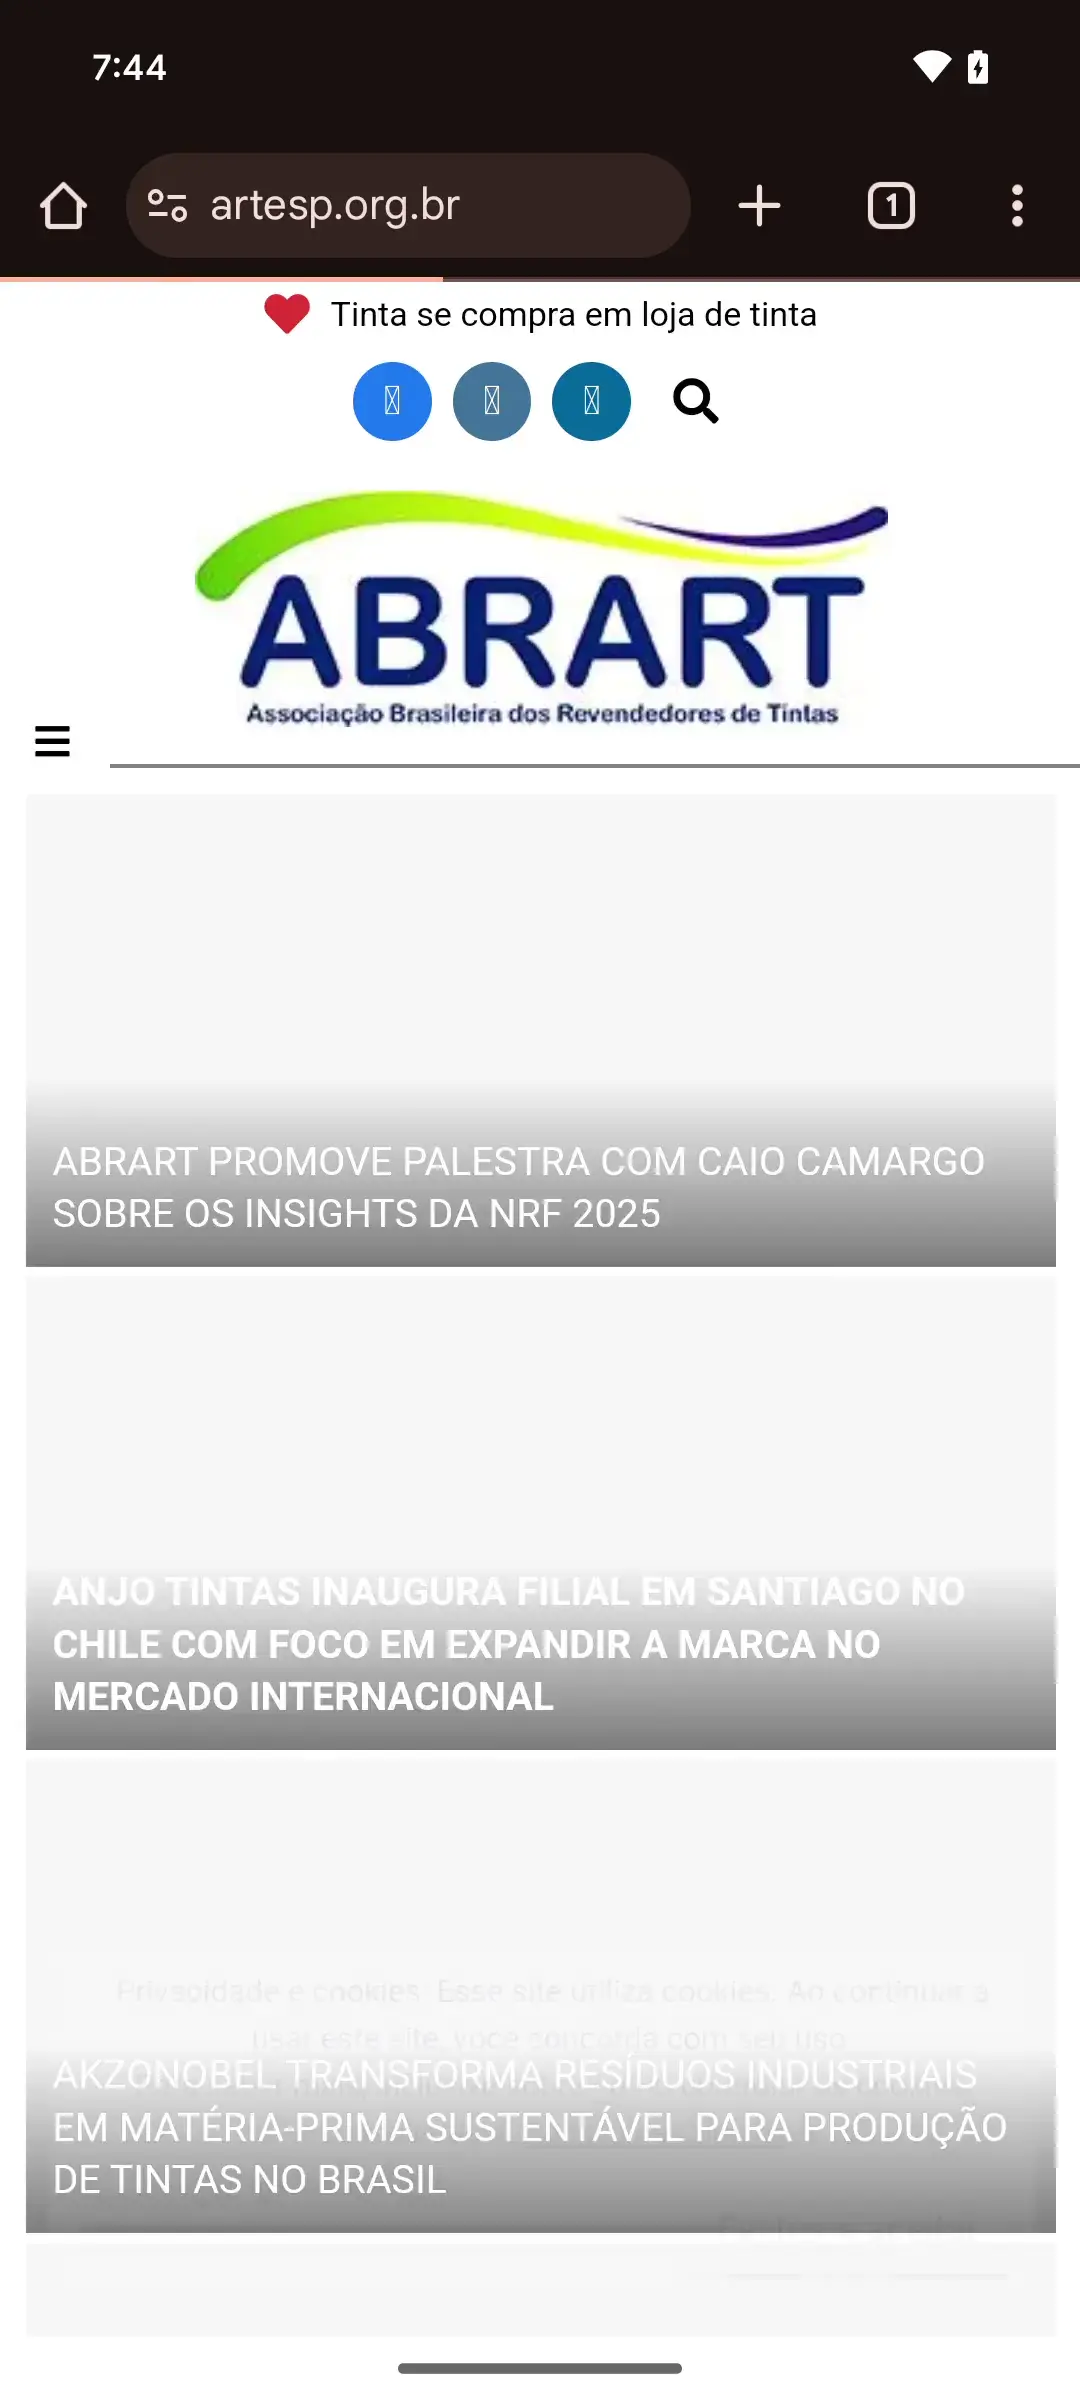 7:44
artesp.org.br
1
Tinta se compra em loja de tinta
ABRART
Associação Brasileira dos Revendedores de Tintas
ABRART PROMOVE PALESTRA COM CAIO CAMARGO
SOBRE OS INSIGHTS DA NRF 2025
ANJO TINTAS INAUGURA FILIAL EM SANTIAGO NO
CHILE COM FOCO EM EXPANDIR A MARCA NO
MERCADO INTERNACIONAL
Privacidade e cookies: Esse site utiliza cookies. Ao continuar a
usar este site, você concorda com seu uso.
AKZONOBEL TRANSFORMA RESÍDUOS INDUSTRIAIS
EM MATÉRIA-PRIMA SUSTENTÁVEL PARA PRODUÇÃO
DE TINTAS NO BRASIL